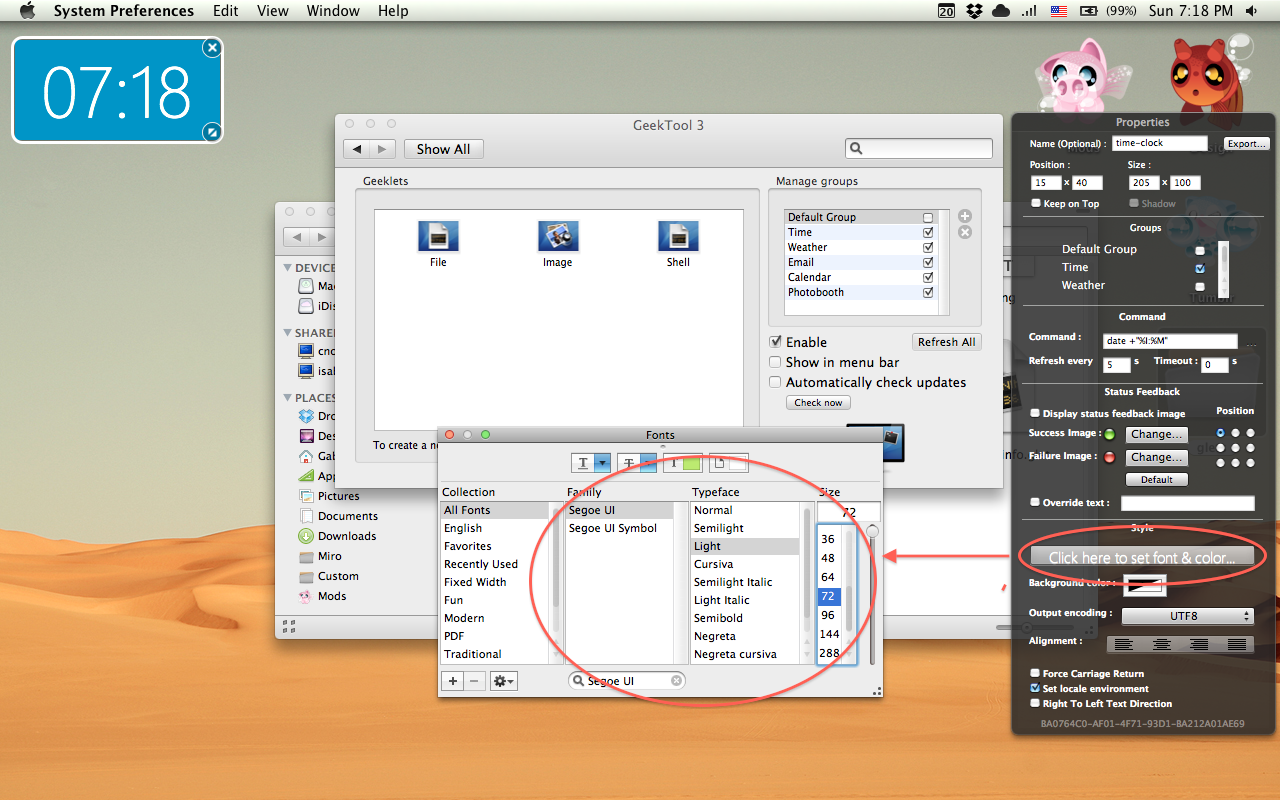 System Preferences Edit View Window Help 20 (99%) Sun 7:18 PM
07:18
GeekTool 3
Show All
Geeklets
File
Image
Shell
To create a
Manage groups
Default Group
Time
Weather
Email
Calendar
Photobooth
Enable
Refresh All
Show in menu bar
Automatically check updates
Check now
DEVICE
SHARE
PLACES
Pictures
Documents
Downloads
Miro
Custom
Mods
Fonts
Collection Family Typeface Size
All Fonts
English
Favorites
Recently Used
Fixed Width
Fun
Modern
PDF
Traditional
Segoe UI
Segoe UI Symbol
Normal
Semilight
Light
Cursiva
Semilight Italic
Light Italic
Semibold
Negreta
Negreta cursiva
72
36
48
64
72
96
144
288
Segoe UI
Properties
Name (Optional) : time-clock Export...
Position : Size :
15 x 40 205 x 100
Keep on Top Shadow
Groups
Default Group
Time
Weather
Command
Command : date +"%I:%M" ...
Refresh every 5 s Timeout : 0 s
Status Feedback
Display status feedback image Position
Success Image : Change...
Failure Image : Change...
Default
Override text :
Style
Click here to set font & color...
Background color :
Output encoding : UTF8
Alignment :
Force Carriage Return
Set locale environment
Right To Left Text Direction
BA0764C0-AF01-4F71-93D1-BA212A01AE69